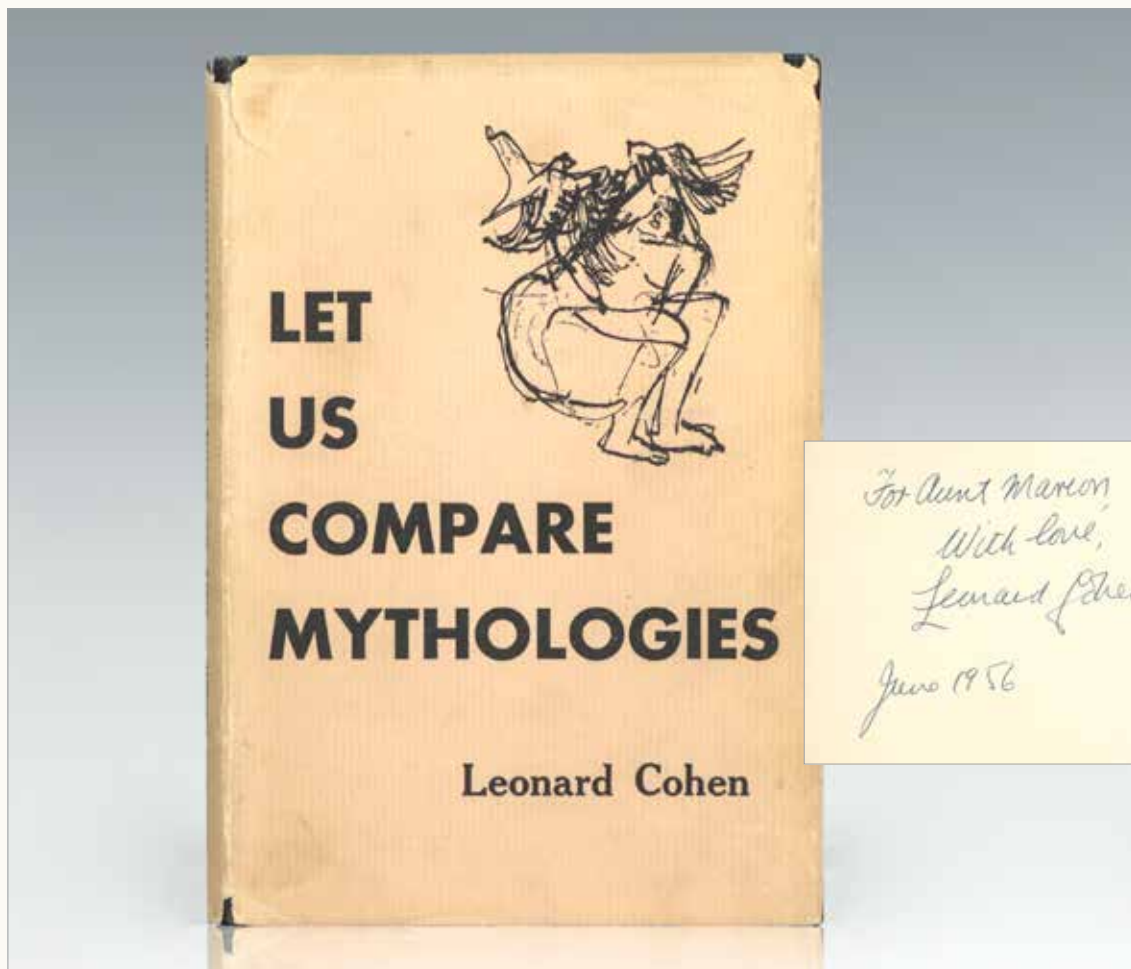 LET
US
COMPARE
MYTHOLOGIES
Leonard Cohen
For Aunt Marion
With love,
Leonard
June 1956